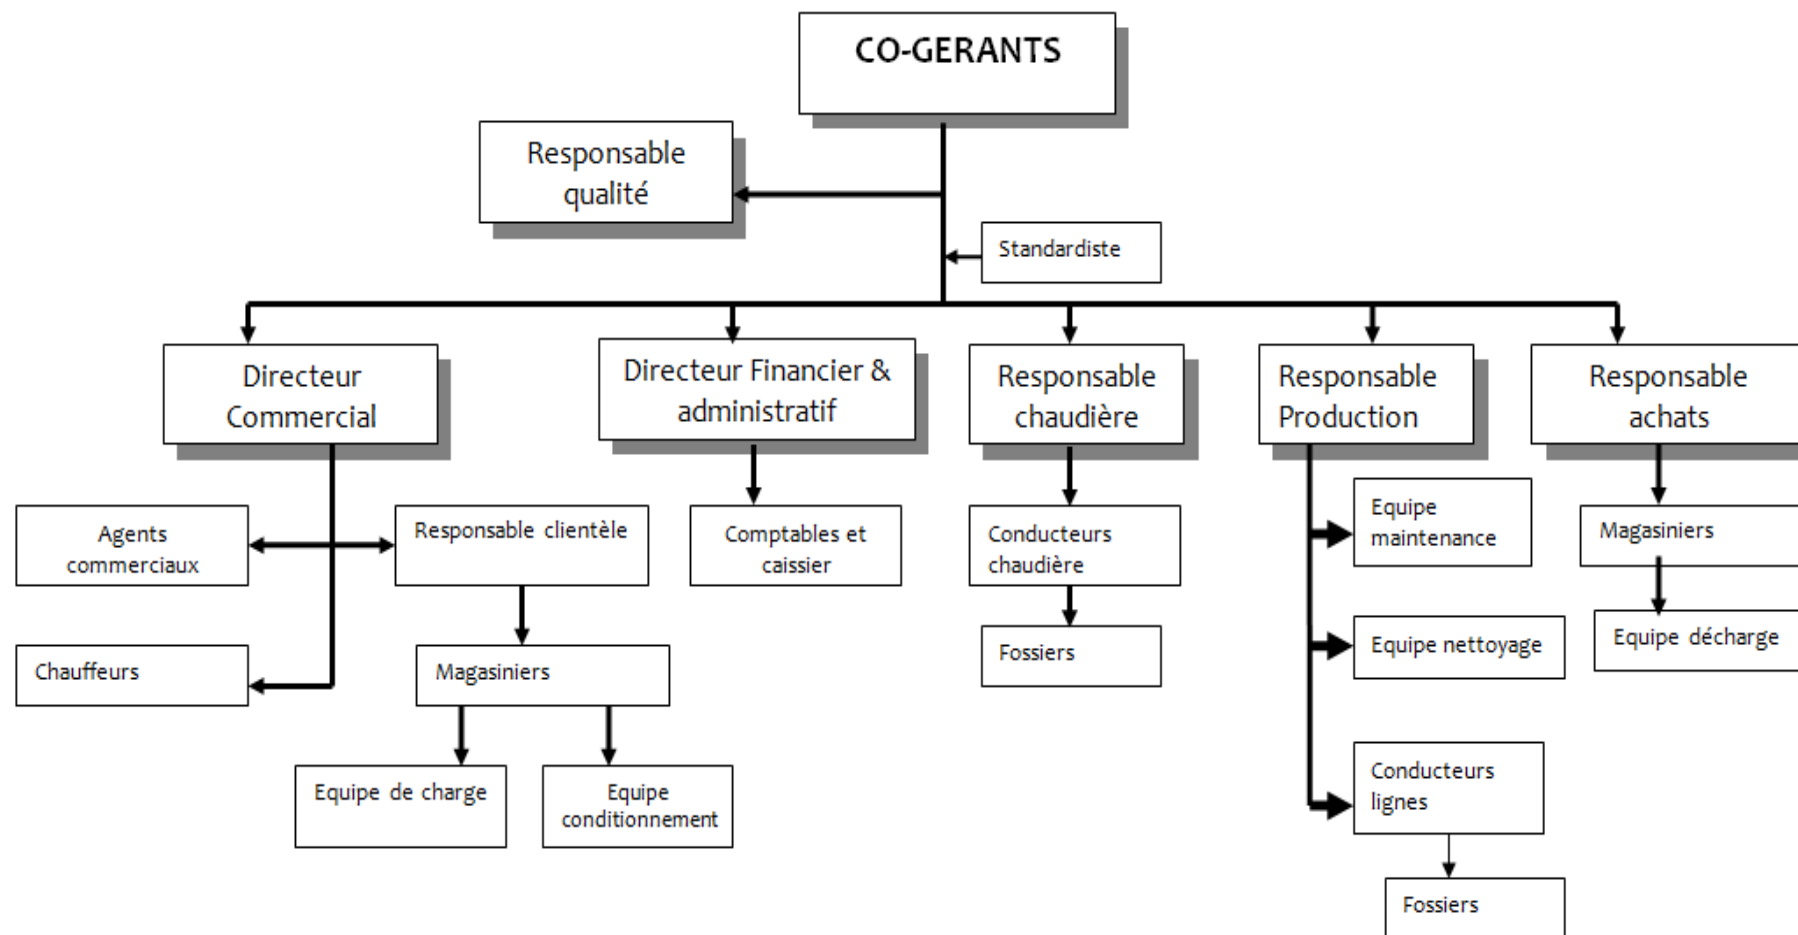 CO-GERANTS
Responsable
qualité
Standardiste
Directeur
Commercial
Directeur Financier &
administratif
Responsable
chaudière
Responsable
Production
Responsable
achats
Agents
commerciaux
Responsable clientèle
Comptables et
caissier
Conducteurs
chaudière
Equipe
maintenance
Magasiniers
Chauffeurs
Magasiniers
Fossiers
Equipe nettoyage
Equipe décharge
Equipe de charge
Equipe
conditionnement
Conducteurs
lignes
Fossiers